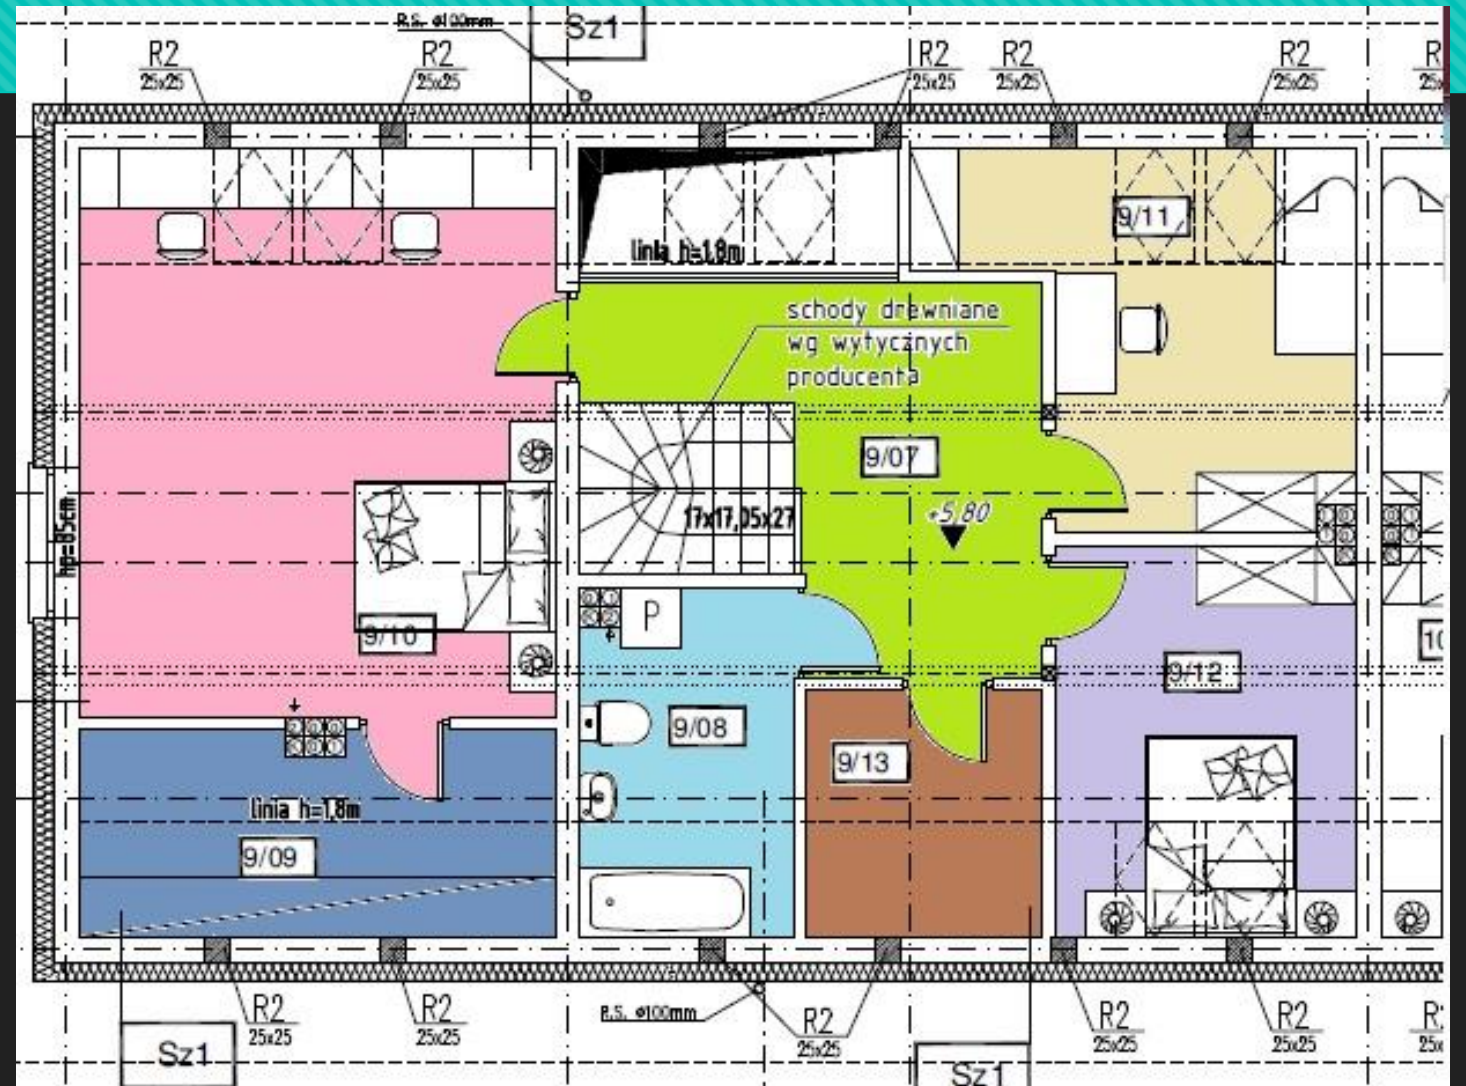 R.S. ø100mm
Sz1
R2
25x25
R2
25x25
R2
25x25
R2
25x25
R2
25x25
9/11
linia h=1,8m
schody drewniane
wg wytycznych
producenta
9/07
+5,80
17x17,05x27
hp=85cm
P
9/10
9/12
9/08
9/13
linia h=1,8m
9/09
R2
25x25
R2
25x25
R.S. ø100mm
R2
25x25
R2
25x25
R2
25x25
Sz1
Sz1